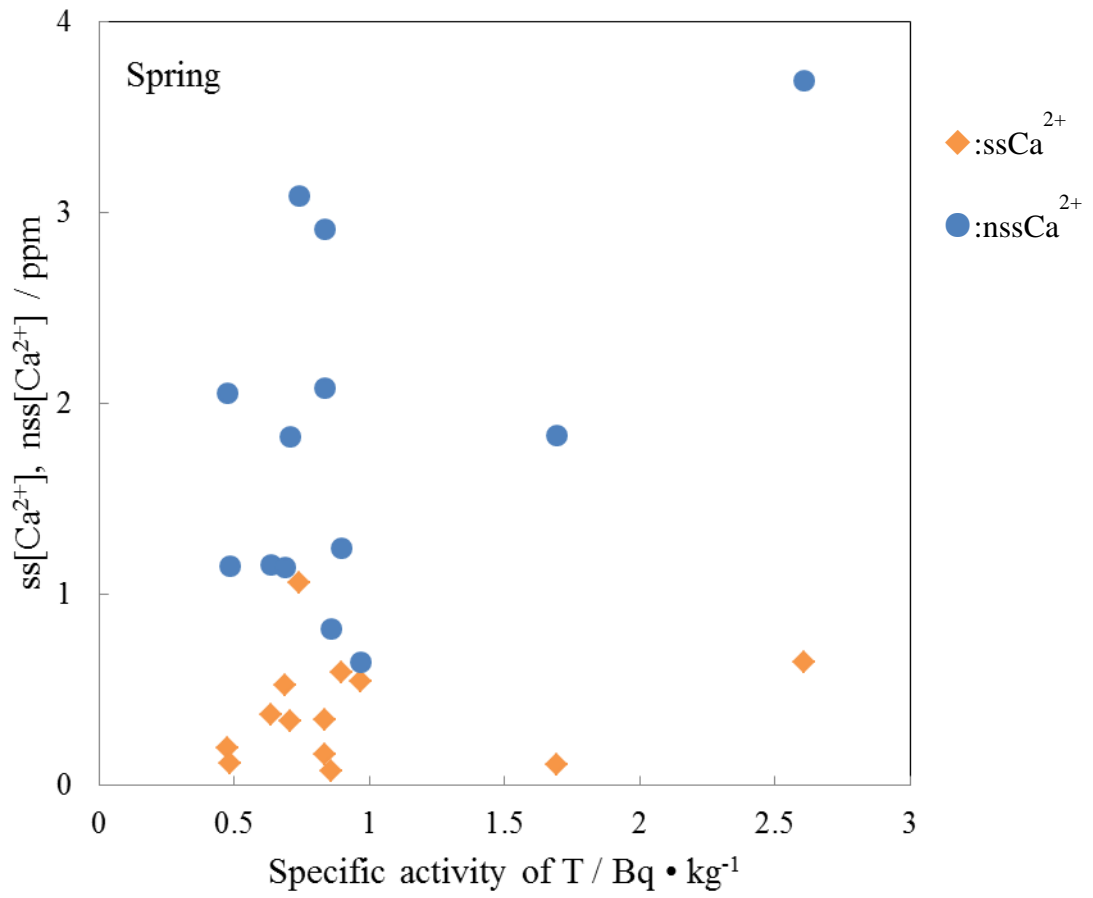 4
3
2
1
0
ss[Ca²⁺], nss[Ca²⁺] / ppm
Spring
:ssCa²⁺
:nssCa²⁺
0 0.5 1 1.5 2 2.5 3
Specific activity of T / Bq • kg⁻¹